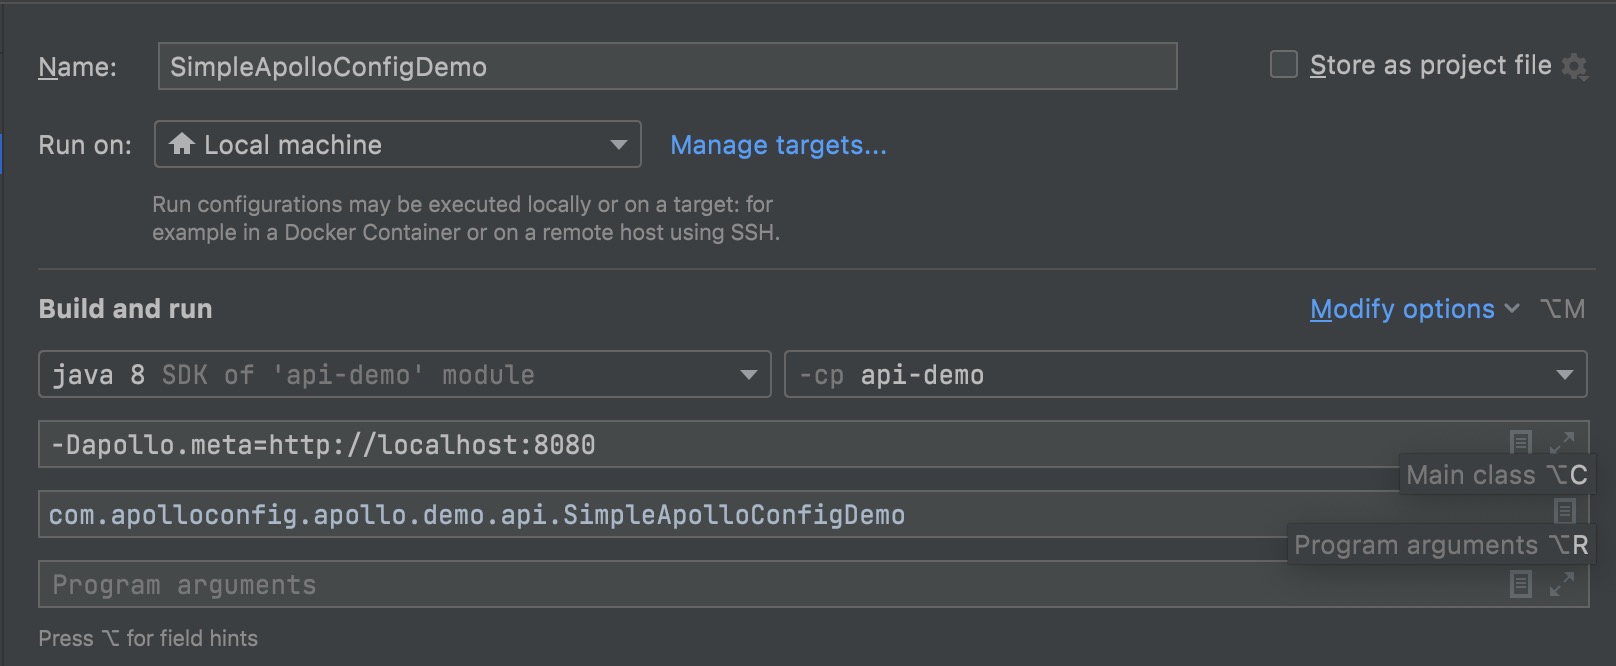 Name: SimpleApolloConfigDemo Store as project file
Run on: Local machine Manage targets...
Run configurations may be executed locally or on a target: for
example in a Docker Container or on a remote host using SSH.
Build and run Modify options ⌥M
java 8 SDK of 'api-demo' module -cp api-demo
-Dapollo.meta=http://localhost:8080
Main class ⌥C
com.apolloconfig.apollo.demo.api.SimpleApolloConfigDemo
Program arguments ⌥R
Program arguments
Press ⌥ for field hints